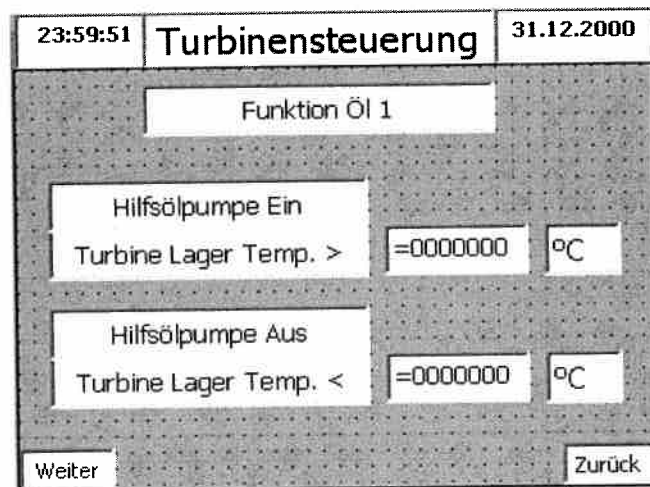 23:59:51 Turbinensteuerung 31.12.2000
Funktion Öl 1
Hilfsölpumpe Ein
Turbine Lager Temp. > =0000000 °C
Hilfsölpumpe Aus
Turbine Lager Temp. < =0000000 °C
Weiter Zurück